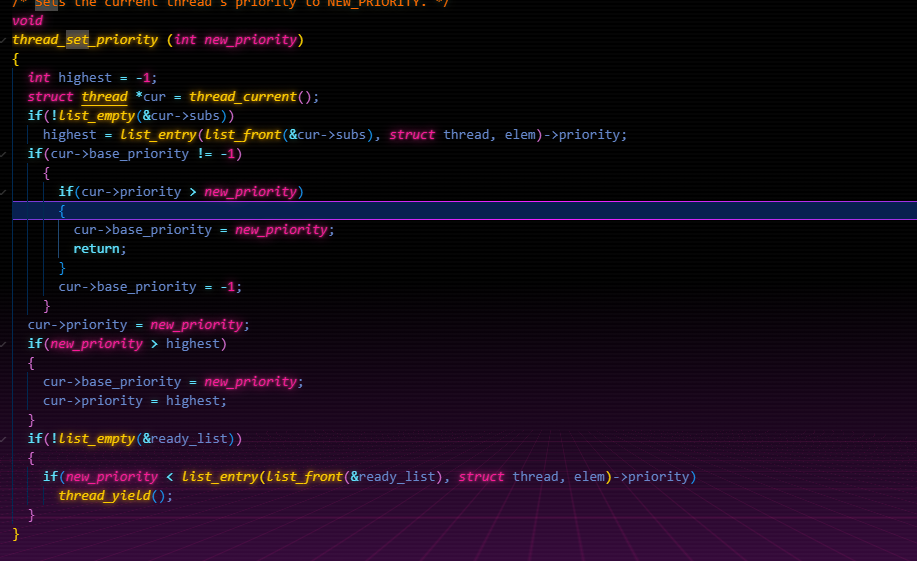 /* Sets the current thread's priority to NEW_PRIORITY. */
void
thread_set_priority (int new_priority)
{
int highest = -1;
struct thread *cur = thread_current();
if(!list_empty(&cur->subs))
highest = list_entry(list_front(&cur->subs), struct thread, elem)->priority;
if(cur->base_priority != -1)
{
if(cur->priority > new_priority)
{
cur->base_priority = new_priority;
return;
}
cur->base_priority = -1;
}
cur->priority = new_priority;
if(new_priority > highest)
{
cur->base_priority = new_priority;
cur->priority = highest;
}
if(!list_empty(&ready_list))
{
if(new_priority < list_entry(list_front(&ready_list), struct thread, elem)->priority)
thread_yield();
}
}